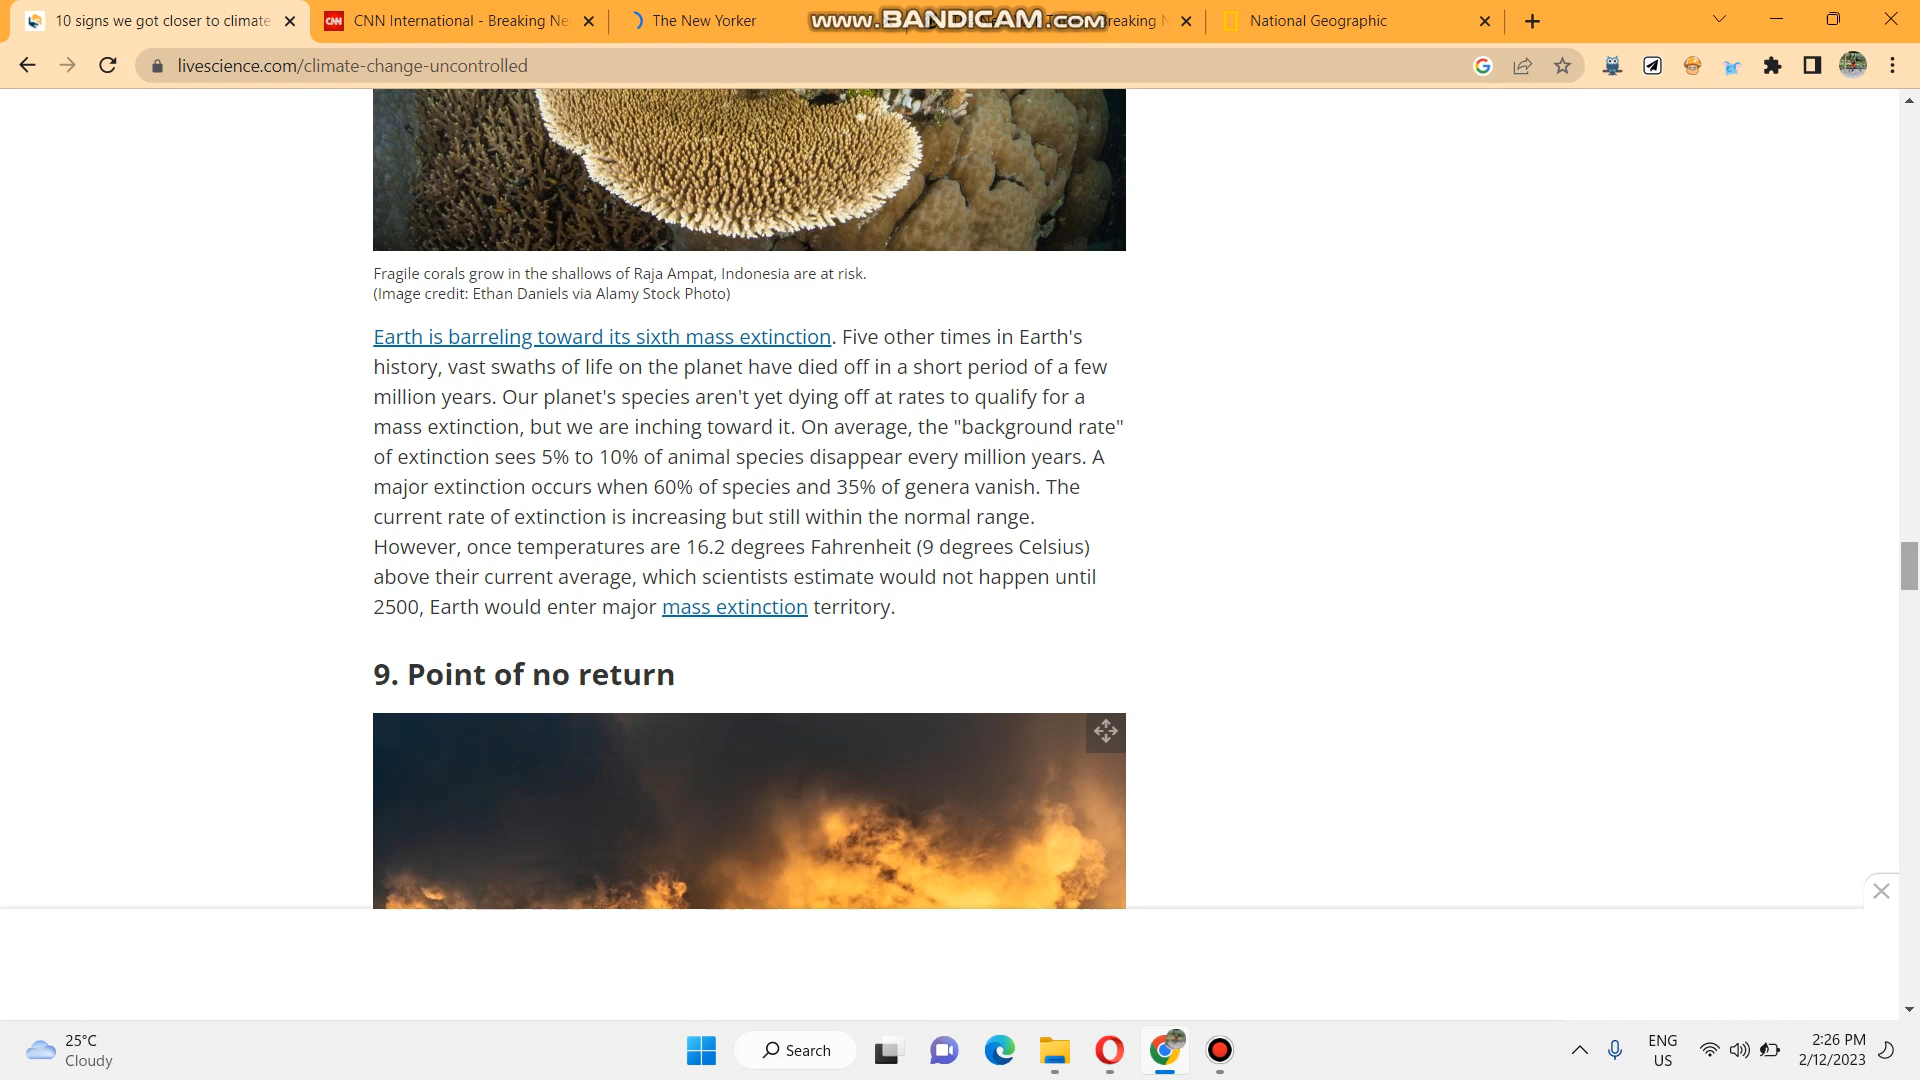 10 signs we got closer to climate
CNN International - Breaking Ne
The New Yorker
www.BANDICAM.com
Breaking N
National Geographic
livescience.com/climate-change-uncontrolled
Fragile corals grow in the shallows of Raja Ampat, Indonesia are at risk.
(Image credit: Ethan Daniels via Alamy Stock Photo)
Earth is barreling toward its sixth mass extinction. Five other times in Earth's
history, vast swaths of life on the planet have died off in a short period of a few
million years. Our planet's species aren't yet dying off at rates to qualify for a
mass extinction, but we are inching toward it. On average, the "background rate"
of extinction sees 5% to 10% of animal species disappear every million years. A
major extinction occurs when 60% of species and 35% of genera vanish. The
current rate of extinction is increasing but still within the normal range.
However, once temperatures are 16.2 degrees Fahrenheit (9 degrees Celsius)
above their current average, which scientists estimate would not happen until
2500, Earth would enter major mass extinction territory.
9. Point of no return
25°C
Cloudy
Search
ENG
US
2:26 PM
2/12/2023